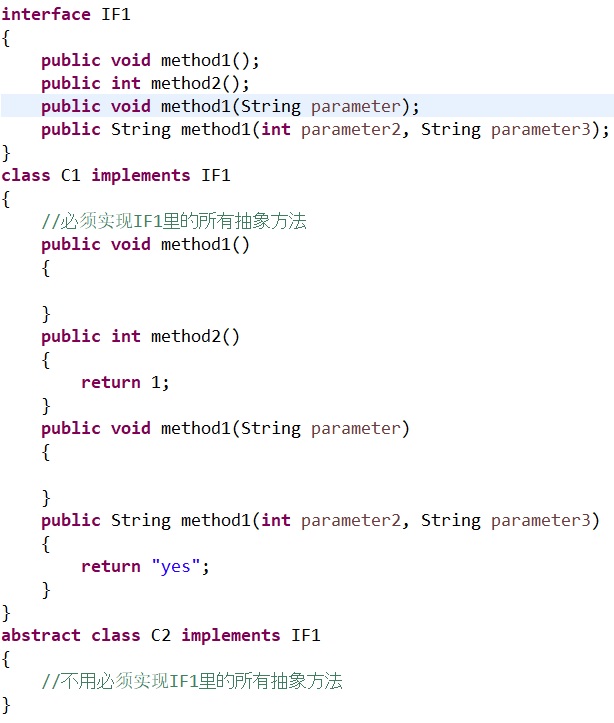 interface IF1
{
    public void method1();
    public int method2();
    public void method1(String parameter);
    public String method1(int parameter2, String parameter3);
}
class C1 implements IF1
{
    //必须实现IF1里的所有抽象方法
    public void method1()
    {

    }
    public int method2()
    {
        return 1;
    }
    public void method1(String parameter)
    {

    }
    public String method1(int parameter2, String parameter3)
    {
        return "yes";
    }
}
abstract class C2 implements IF1
{
    //不用必须实现IF1里的所有抽象方法
}